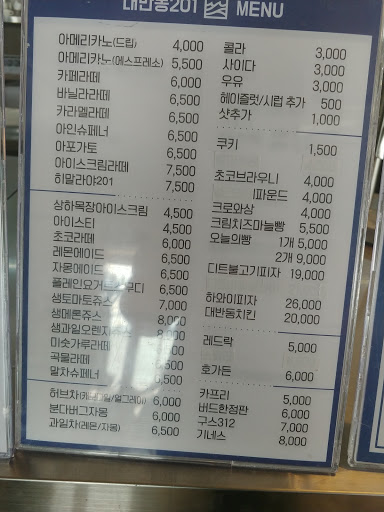 대반동201 MENU
아메리카노(드립) 4,000
아메리카노(에스프레소) 5,500
카페라떼 6,000
바닐라라떼 6,500
카라멜라떼 6,500
아인슈페너 6,500
아포가토 6,500
아이스크림라떼 7,500
히말라야201 7,500
상하목장아이스크림 4,500
아이스티 4,500
초코라떼 6,000
레몬에이드 6,500
자몽에이드 6,500
6,500
생토마토쥬스 7,000
생메론쥬스 8,000
8,000
미숫가루라떼
곡물라떼
말차슈페너
허브차 6,000
분다버그자몽 6,000
과일차(레몬/자몽) 6,500
콜라 3,000
사이다 3,000
우유 3,000
헤이즐럿/시럽 추가 500
샷추가 1,000
쿠키 1,500
초코브라우니 4,000
파운드 4,000
크로와상 4,000
크림치즈마늘빵 5,500
오늘의빵 1개 5,000
2개 9,000
디트불고기피자 19,000
하와이피자 26,000
대반동치킨 20,000
레드락 5,000
호가든 6,000
카프리 5,000
버드한정판 6,000
구스312 7,000
기네스 8,000